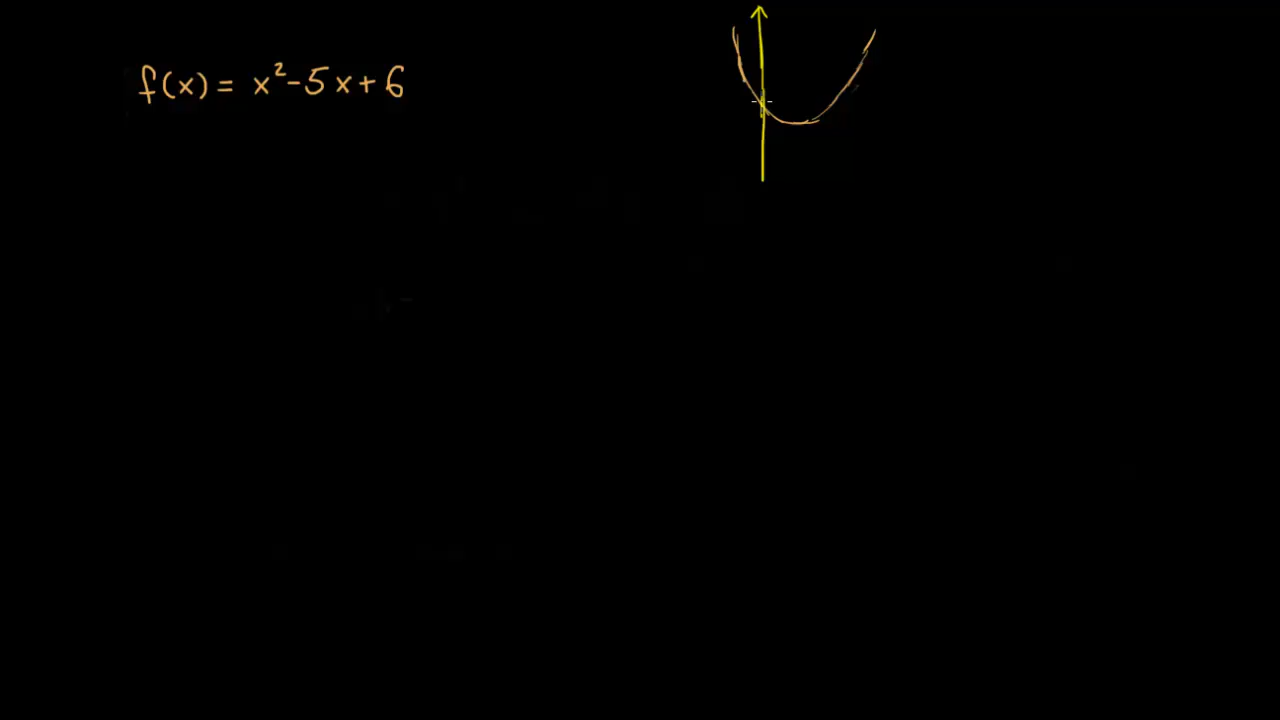 f(x) = x²-5x+6